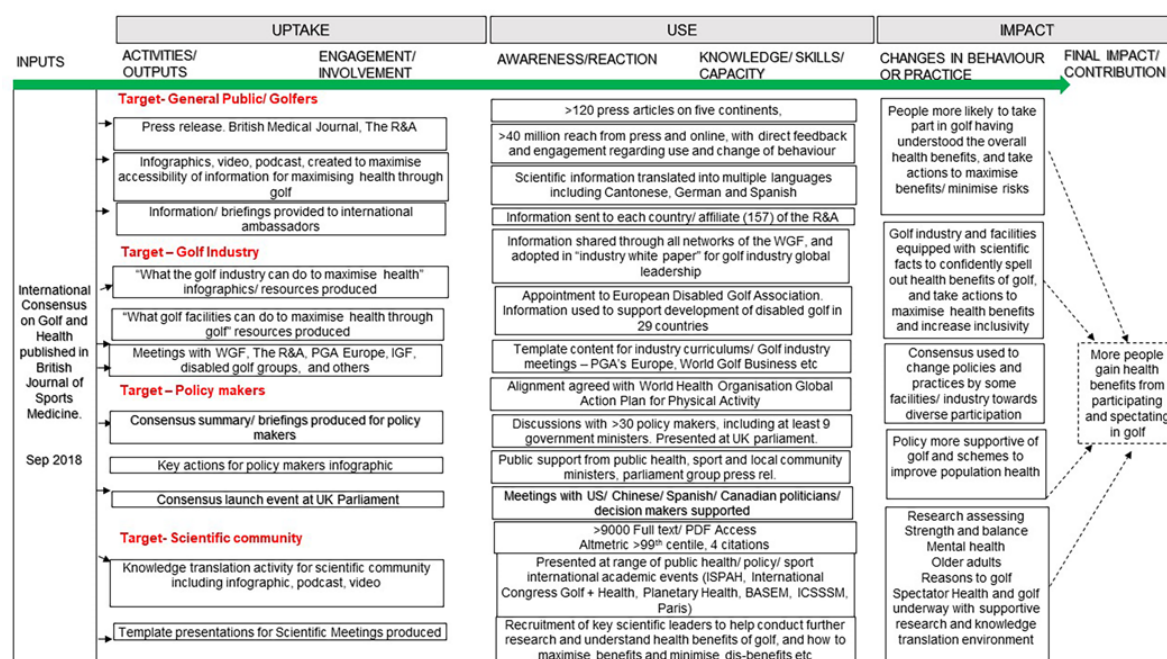 UPTAKE
USE
IMPACT
INPUTS
ACTIVITIES/
OUTPUTS
ENGAGEMENT/
INVOLVEMENT
AWARENESS/REACTION
KNOWLEDGE/ SKILLS/
CAPACITY
CHANGES IN BEHAVIOUR
OR PRACTICE
FINAL IMPACT/
CONTRIBUTION
International
Consensus
on Golf and
Health
published in
British
Journal of
Sports
Medicine.
Sep 2018
Target- General Public/ Golfers
Press release. British Medical Journal, The R&A
Infographics, video, podcast, created to maximise
accessibility of information for maximising health through
golf
Information/ briefings provided to international
ambassadors
Target – Golf Industry
“What the golf industry can do to maximise health”
infographics/ resources produced
“What golf facilities can do to maximise health through
golf” resources produced
Meetings with WGF, The R&A, PGA Europe, IGF,
disabled golf groups, and others
Target – Policy makers
Consensus summary/ briefings produced for policy
makers
Key actions for policy makers infographic
Consensus launch event at UK Parliament
Target- Scientific community
Knowledge translation activity for scientific community
including infographic, podcast, video
Template presentations for Scientific Meetings produced
>120 press articles on five continents,
>40 million reach from press and online, with direct feedback
and engagement regarding use and change of behaviour
Scientific information translated into multiple languages
including Cantonese, German and Spanish
Information sent to each country/ affiliate (157) of the R&A
Information shared through all networks of the WGF, and
adopted in “industry white paper” for golf industry global
leadership
Appointment to European Disabled Golf Association.
Information used to support development of disabled golf in
29 countries
Template content for industry curriculums/ Golf industry
meetings – PGA's Europe, World Golf Business etc
Alignment agreed with World Health Organisation Global
Action Plan for Physical Activity
Discussions with >30 policy makers, including at least 9
government ministers. Presented at UK parliament.
Public support from public health, sport and local community
ministers, parliament group press rel.
Meetings with US/ Chinese/ Spanish/ Canadian politicians/
decision makers supported
>9000 Full text/ PDF Access
Altmetric >99th centile, 4 citations
Presented at range of public health/ policy/ sport
international academic events (ISPAH, International
Congress Golf + Health, Planetary Health, BASEM, ICSSSM,
Paris)
Recruitment of key scientific leaders to help conduct further
research and understand health benefits of golf, and how to
maximise benefits and minimise dis-benefits etc
People more likely to take
part in golf having
understood the overall
health benefits, and take
actions to maximise
benefits/ minimise risks
Golf industry and facilities
equipped with scientific
facts to confidently spell
out health benefits of golf,
and take actions to
maximise health benefits
and increase inclusivity
Consensus used to
change policies and
practices by some
facilities/ industry towards
diverse participation
Policy more supportive of
golf and schemes to
improve population health
Research assessing
Strength and balance
Mental health
Older adults
Reasons to golf
Spectator Health and golf
underway with supportive
research and knowledge
translation environment
More people
gain health
benefits from
participating
and spectating
in golf